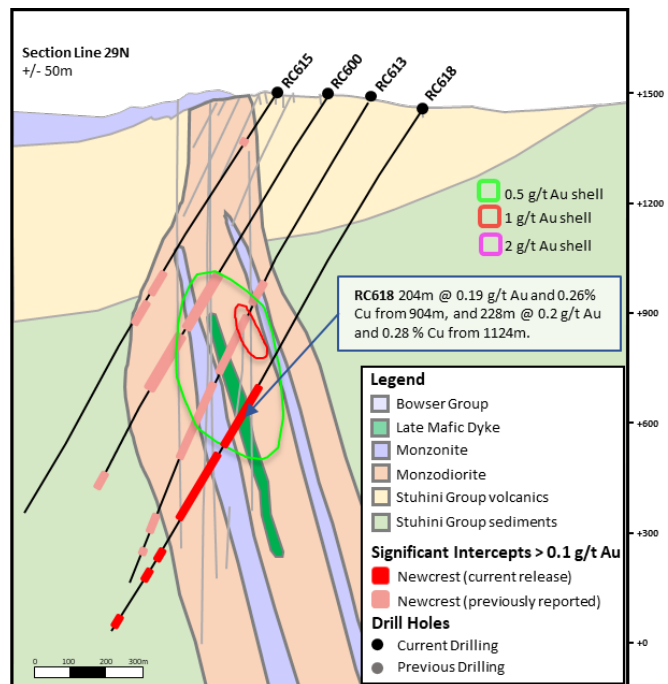 Section Line 29N
+/- 50m
RC615
RC600
RC613
RC618
+1500
0.5 g/t Au shell
1 g/t Au shell
2 g/t Au shell
+1200
RC618 204m @ 0.19 g/t Au and 0.26%
Cu from 904m, and 228m @ 0.2 g/t Au
and 0.28 % Cu from 1124m.
+900
Legend
Bowser Group
Late Mafic Dyke
Monzonite
Monzodiorite
Stuhini Group volcanics
Stuhini Group sediments
+600
+300
Significant Intercepts > 0.1 g/t Au
Newcrest (current release)
Newcrest (previously reported)
Drill Holes
Current Drilling
Previous Drilling
+0
0 100 200 300m